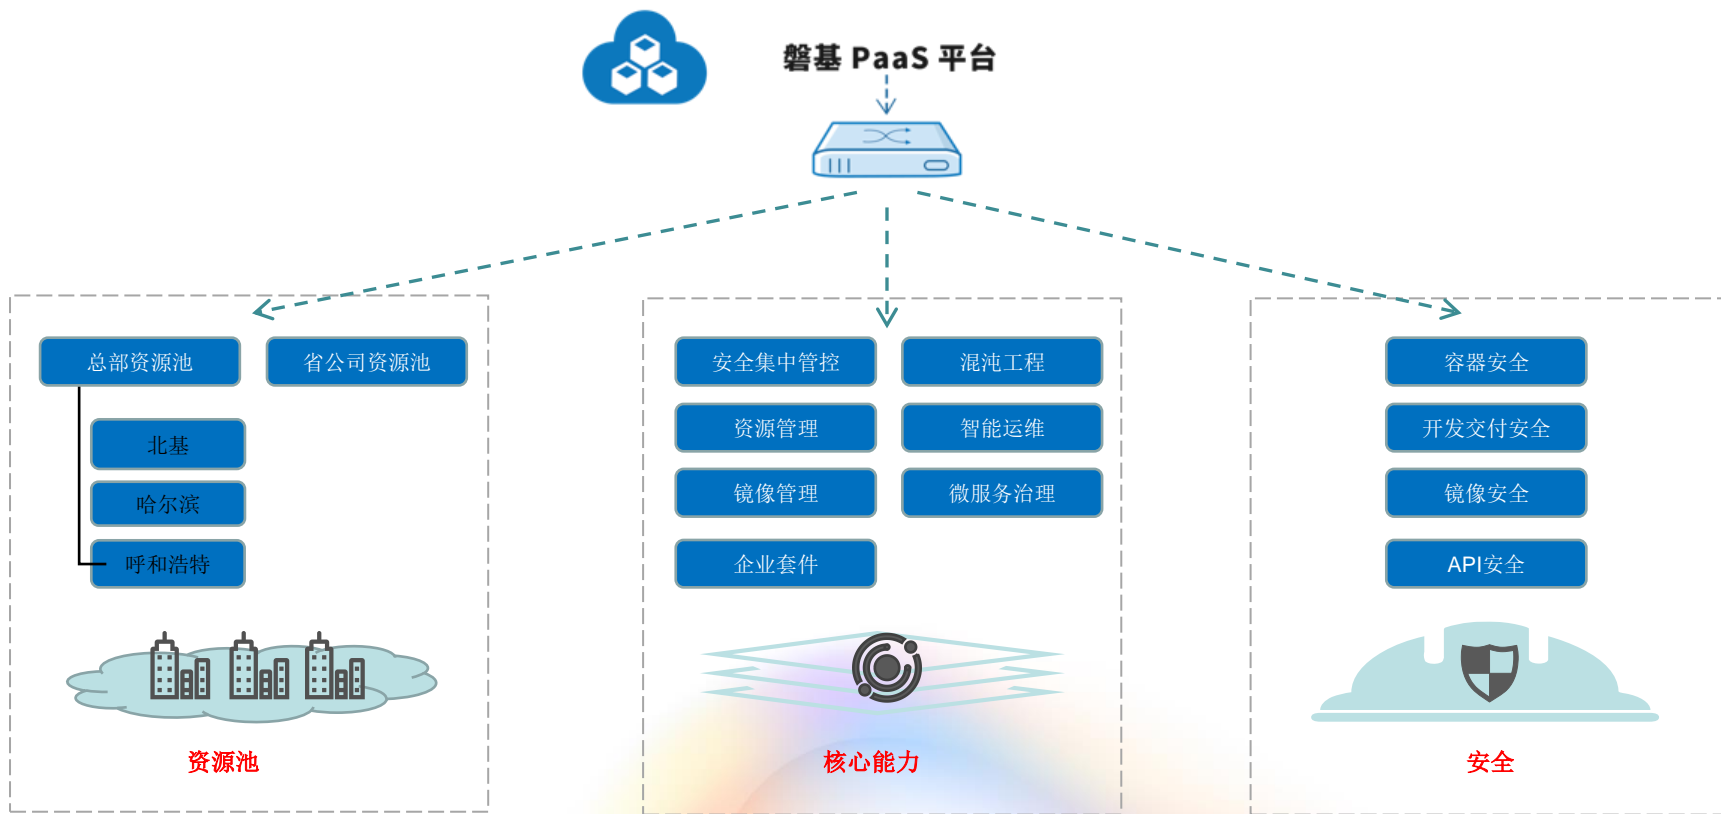 磐基 PaaS 平台
总部资源池
省公司资源池
北基
哈尔滨
呼和浩特
资源池
安全集中管控
混沌工程
资源管理
智能运维
镜像管理
微服务治理
企业套件
核心能力
容器安全
开发交付安全
镜像安全
API安全
安全